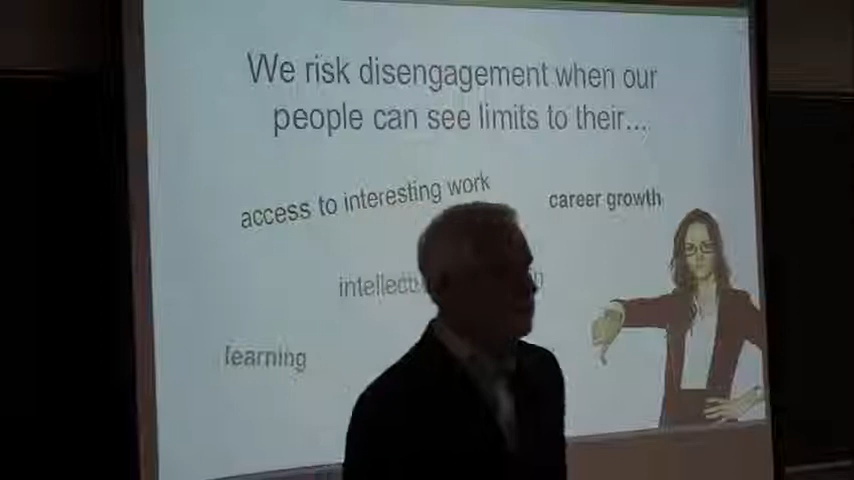 We risk disengagement when our
people can see limits to their...
access to interesting work
career growth
learning